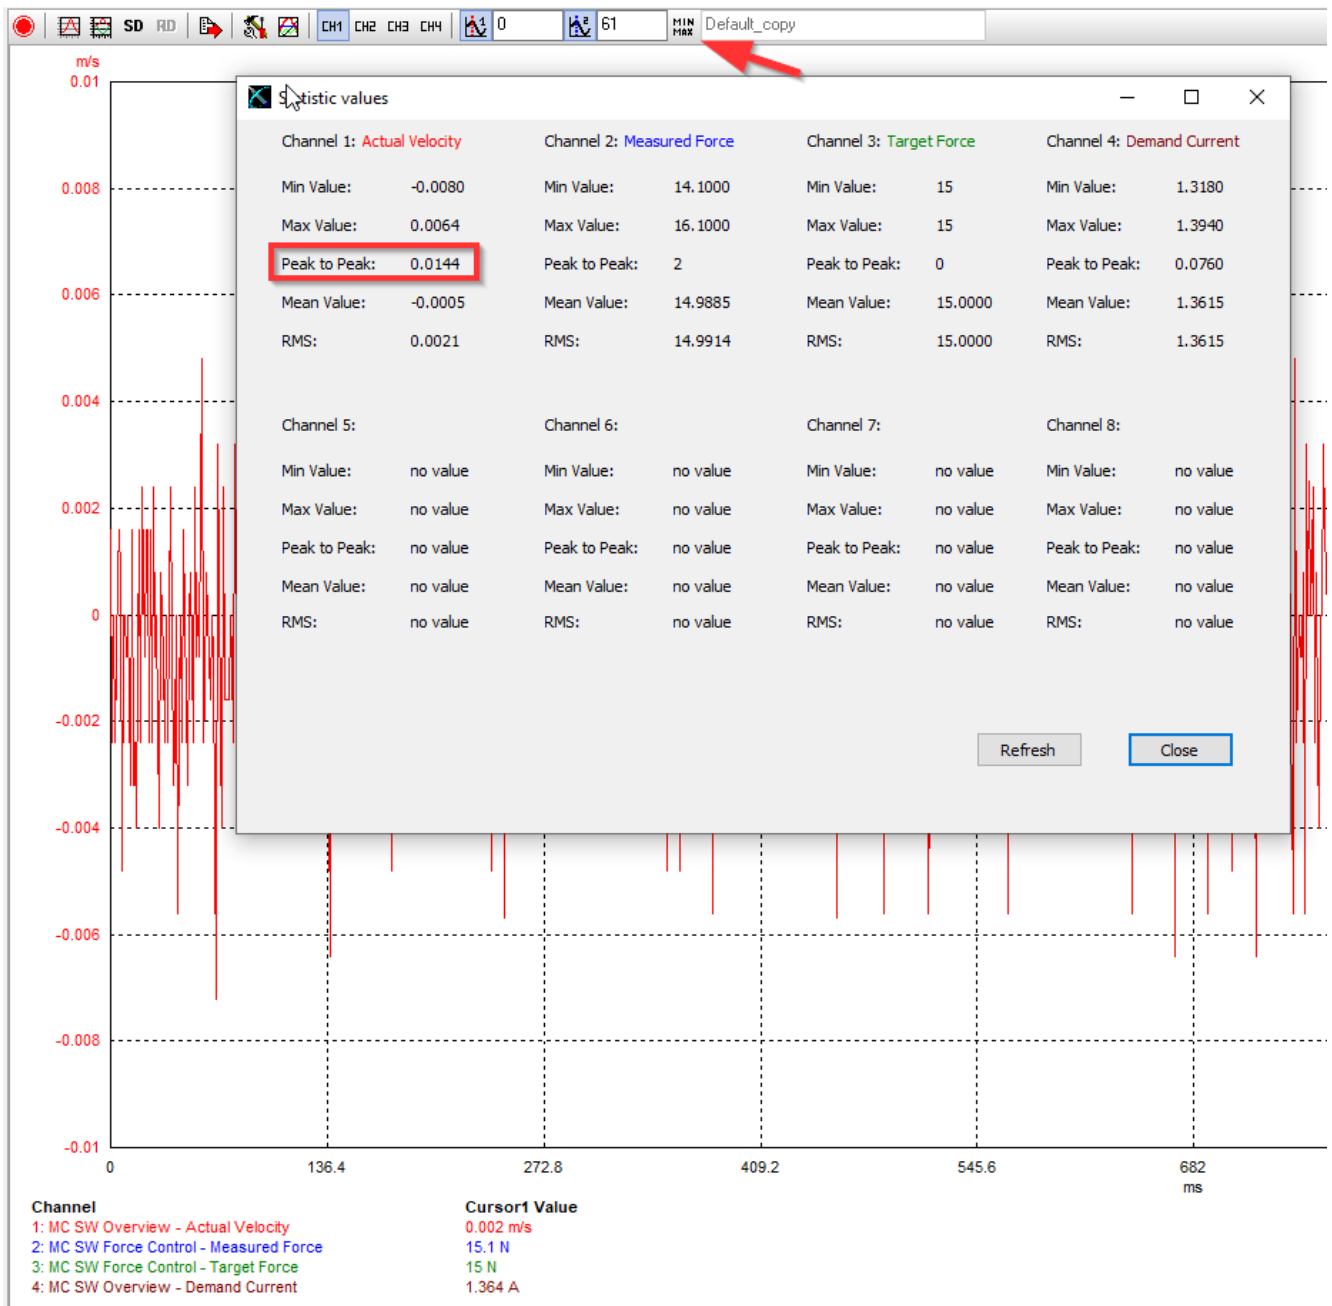 SD RD CH1 CH2 CH3 CH4 1 0 2 61 MIN MAX Default_copy
m/s
0.01
0.008
0.006
0.004
0.002
0
-0.002
-0.004
-0.006
-0.008
-0.01
0 136.4 272.8 409.2 545.6 682
ms
Channel 1: Actual Velocity Channel 2: Measured Force Channel 3: Target Force Channel 4: Demand Current
Min Value: -0.0080 Min Value: 14.1000 Min Value: 15 Min Value: 1.3180
Max Value: 0.0064 Max Value: 16.1000 Max Value: 15 Max Value: 1.3940
Peak to Peak: 0.0144 Peak to Peak: 2 Peak to Peak: 0 Peak to Peak: 0.0760
Mean Value: -0.0005 Mean Value: 14.9885 Mean Value: 15.0000 Mean Value: 1.3615
RMS: 0.0021 RMS: 14.9914 RMS: 15.0000 RMS: 1.3615
Channel 5: Channel 6: Channel 7: Channel 8:
Min Value: no value Min Value: no value Min Value: no value Min Value: no value
Max Value: no value Max Value: no value Max Value: no value Max Value: no value
Peak to Peak: no value Peak to Peak: no value Peak to Peak: no value Peak to Peak: no value
Mean Value: no value Mean Value: no value Mean Value: no value Mean Value: no value
RMS: no value RMS: no value RMS: no value RMS: no value
Refresh Close
Channel Cursor1 Value
1: MC SW Overview - Actual Velocity 0.002 m/s
2: MC SW Force Control - Measured Force 15.1 N
3: MC SW Force Control - Target Force 15 N
4: MC SW Overview - Demand Current 1.364 A